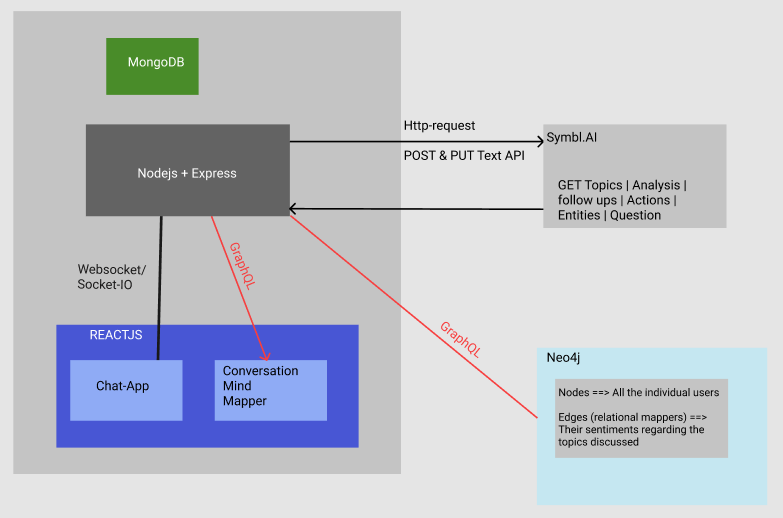 MongoDB
Http-request
Symbl.AI
POST & PUT Text API
Nodejs + Express
GET Topics | Analysis |
follow ups | Actions |
Entities | Question
GraphQL
Websocket/
Socket-IO
REACTJS
GraphQL
Neo4j
Conversation
Mind
Mapper
Chat-App
Nodes ==> All the individual users
Edges (relational mappers) ==>
Their sentiments regarding the
topics discussed